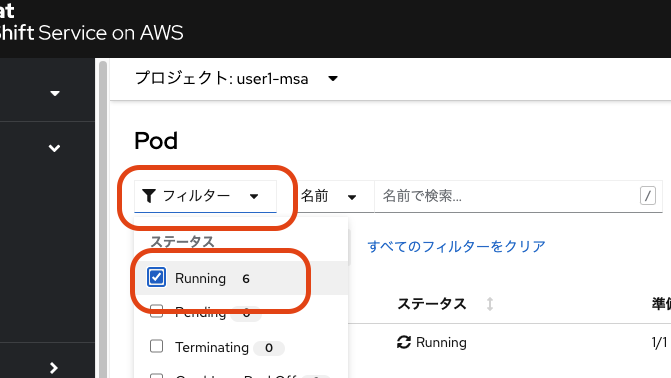 at
Shift Service on AWS
プロジェクト: user1-msa
Pod
フィルター
名前
名前で検索...
/
ステータス
すべてのフィルターをクリア
Running 6
ステータス
Pending 0
Running
1/1
Terminating 0